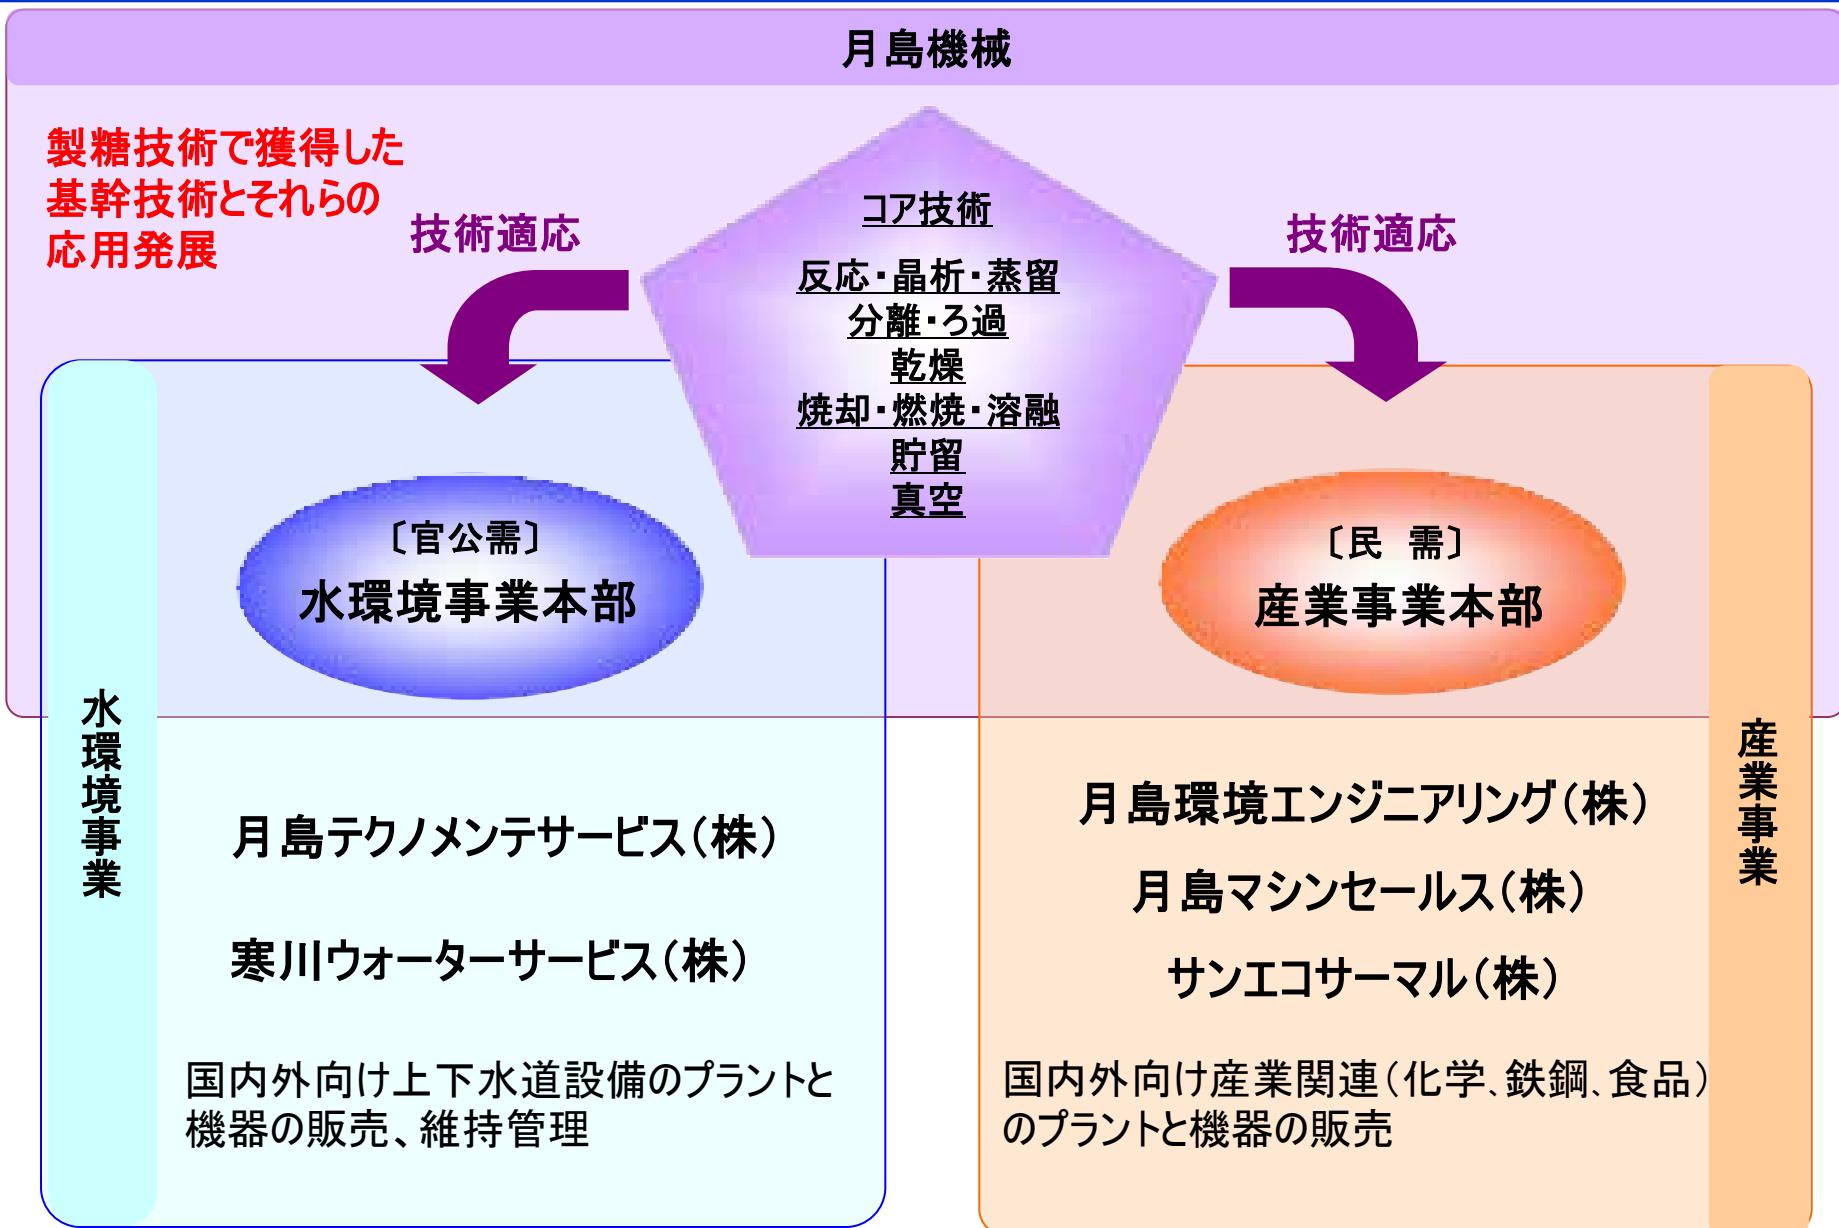 月島機械
製糖技術で獲得した
基幹技術とそれらの
応用発展
技術適応
コア技術
反応・晶析・蒸留
分離・ろ過
乾燥
焼却・燃焼・溶融
貯留
真空
技術適応
〔官公需〕
水環境事業本部
〔民　需〕
産業事業本部
水環境事業
月島テクノメンテサービス（株）
寒川ウォーターサービス（株）
国内外向け上下水道設備のプラントと
機器の販売、維持管理
産業事業
月島環境エンジニアリング（株）
月島マシンセールス（株）
サンエコサーマル（株）
国内外向け産業関連（化学、鉄鋼、食品）
のプラントと機器の販売